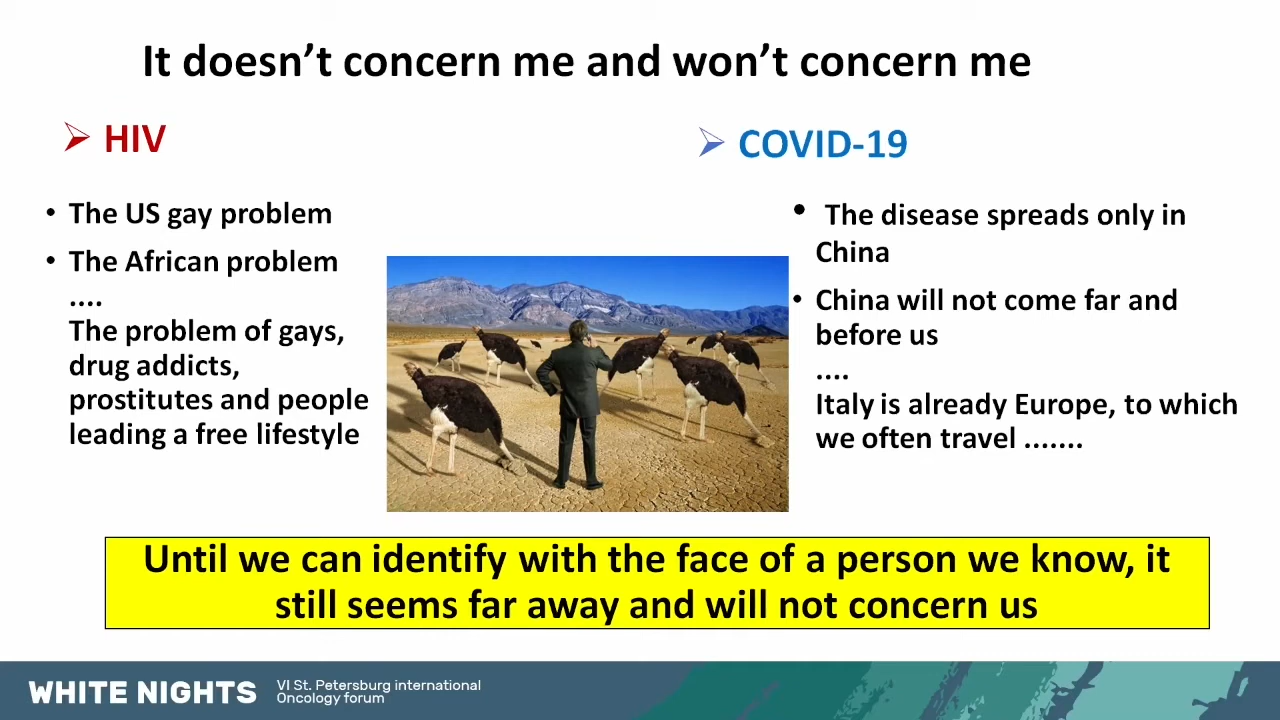 It doesn’t concern me and won’t concern me
➢ HIV
• The US gay problem
• The African problem
....
The problem of gays,
drug addicts,
prostitutes and people
leading a free lifestyle
➢ COVID-19
• The disease spreads only in
China
• China will not come far and
before us
....
Italy is already Europe, to which
we often travel .......
Until we can identify with the face of a person we know, it
still seems far away and will not concern us
WHITE NIGHTS
VI St. Petersburg international
Oncology forum